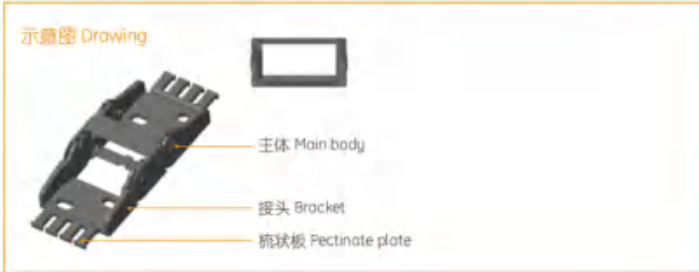 示意图 Drawing
主体 Main body
接头 Bracket
梳状板 Pectinate plate